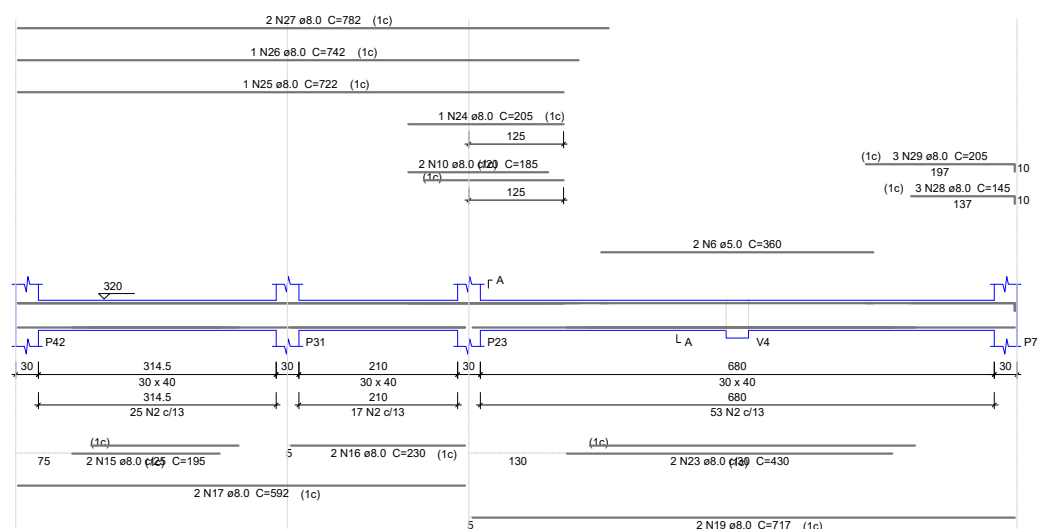 2 N27 ø8.0 C=782 (1c)
1 N26 ø8.0 C=742 (1c)
1 N25 ø8.0 C=722 (1c)
1 N24 ø8.0 C=205 (1c)
125
2 N10 ø8.0 c/20 C=185
(1c)
(1c)
125
(1c) 3 N29 ø8.0 C=205
197
10
(1c) 3 N28 ø8.0 C=145
137
10
2 N6 ø5.0 C=360
A
320
P42
P31
P23
A
V4
P7
30 314.5 30 210 30 680 30
30 x 40 30 x 40 30 x 40
314.5 210 680
25 N2 c/13 17 N2 c/13 53 N2 c/13
(1c)
(1c)
75
2 N15 ø8.0 c/25 C=195
(1c)
5
2 N16 ø8.0 C=230 (1c)
130
2 N23 ø8.0 c/30 C=430
(1c)
2 N17 ø8.0 C=592 (1c)
5
2 N19 ø8.0 C=717 (1c)